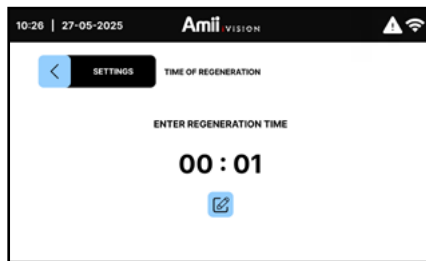 10:26 | 27-05-2025 Amii.VISION
SETTINGS TIME OF REGENERATION
ENTER REGENERATION TIME
00 : 01